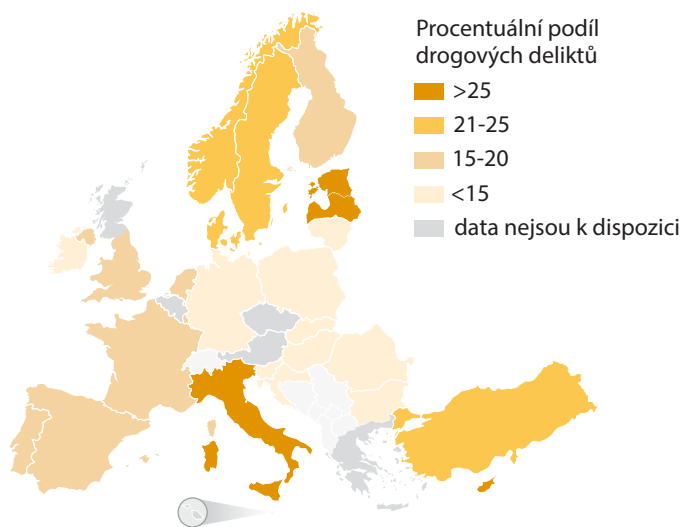 Procentuální podíl
drogových deliktů
>25
21-25
15-20
<15
data nejsou k dispozici